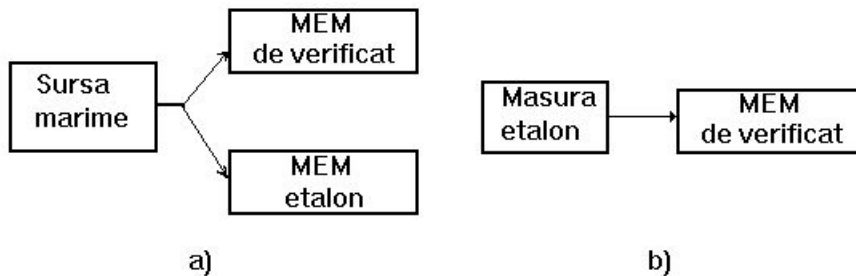 MEM
de verificat
Sursa
marime
MEM
etalon
a)
Masura
etalon
MEM
de verificat
b)